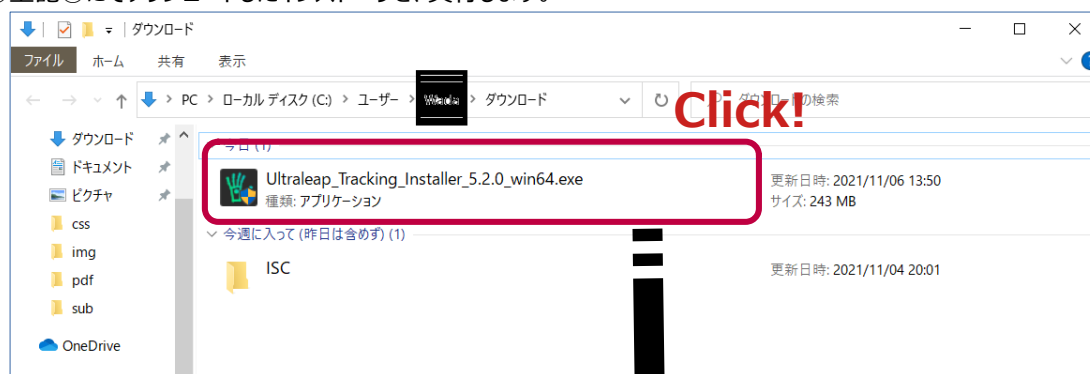 ダウンロード
ファイル ホーム 共有 表示
PC > ローカル ディスク (C:) > ユーザー > > ダウンロード
Click!
ダウンロード
Ultraleap_Tracking_Installer_5.2.0_win64.exe 更新日時: 2021/11/06 13:50
ドキュメント
種類: アプリケーション サイズ: 243 MB
ピクチャ
css
今週に入って (昨日は含めず) (1)
img
ISC 更新日時: 2021/11/04 20:01
pdf
sub
OneDrive